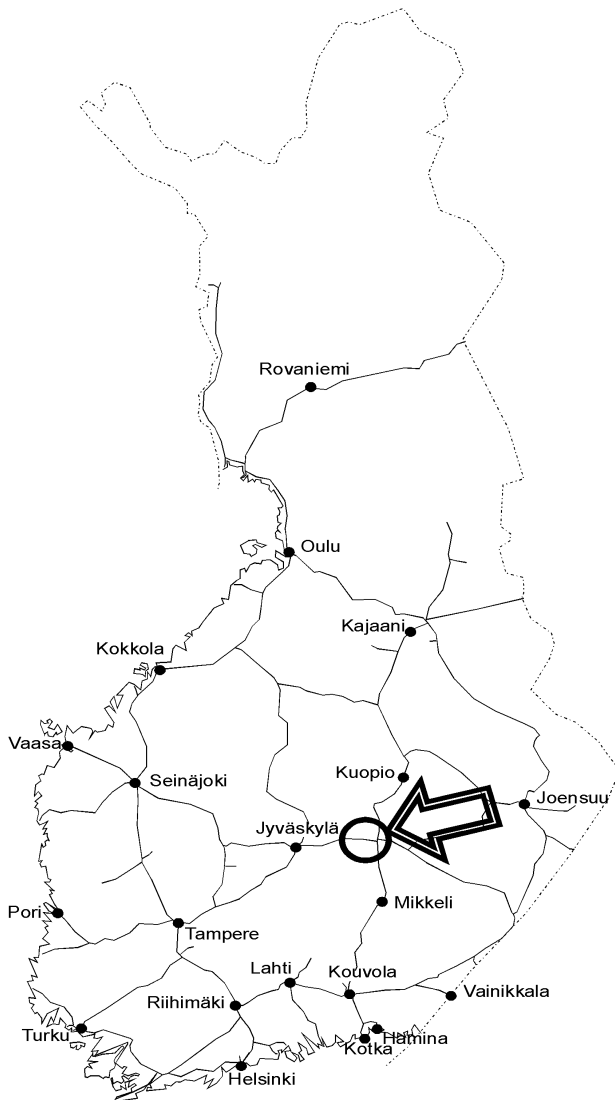 Rovaniemi
Oulu
Kajaani
Kokkola
Vaasa
Seinäjoki
Kuopio
Joensuu
Jyväskylä
Mikkeli
Pori
Tampere
Lahti
Kouvola
Vainikkala
Riihimäki
Turku
Hamina
Kotka
Helsinki